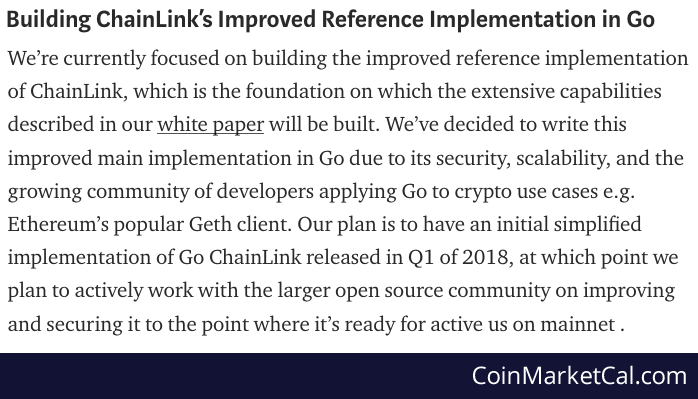 Building ChainLink's Improved Reference Implementation in Go
We're currently focused on building the improved reference implementation
of ChainLink, which is the foundation on which the extensive capabilities
described in our white paper will be built. We've decided to write this
improved main implementation in Go due to its security, scalability, and the
growing community of developers applying Go to crypto use cases e.g.
Ethereum's popular Geth client. Our plan is to have an initial simplified
implementation of Go ChainLink released in Q1 of 2018, at which point we
plan to actively work with the larger open source community on improving
and securing it to the point where it's ready for active us on mainnet .
CoinMarketCal.com